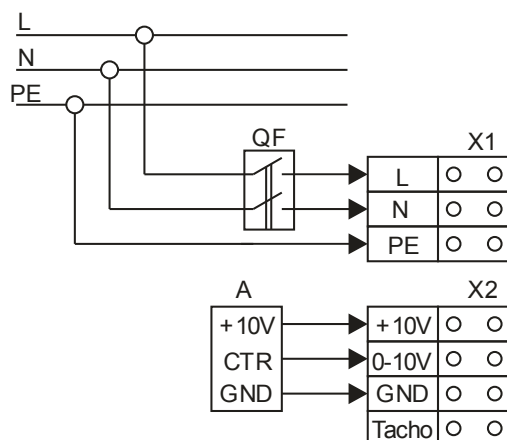 L
N
PE
QF
X1
L
N
PE
A
X2
+10V
+10V
CTR
0-10V
GND
GND
Tacho